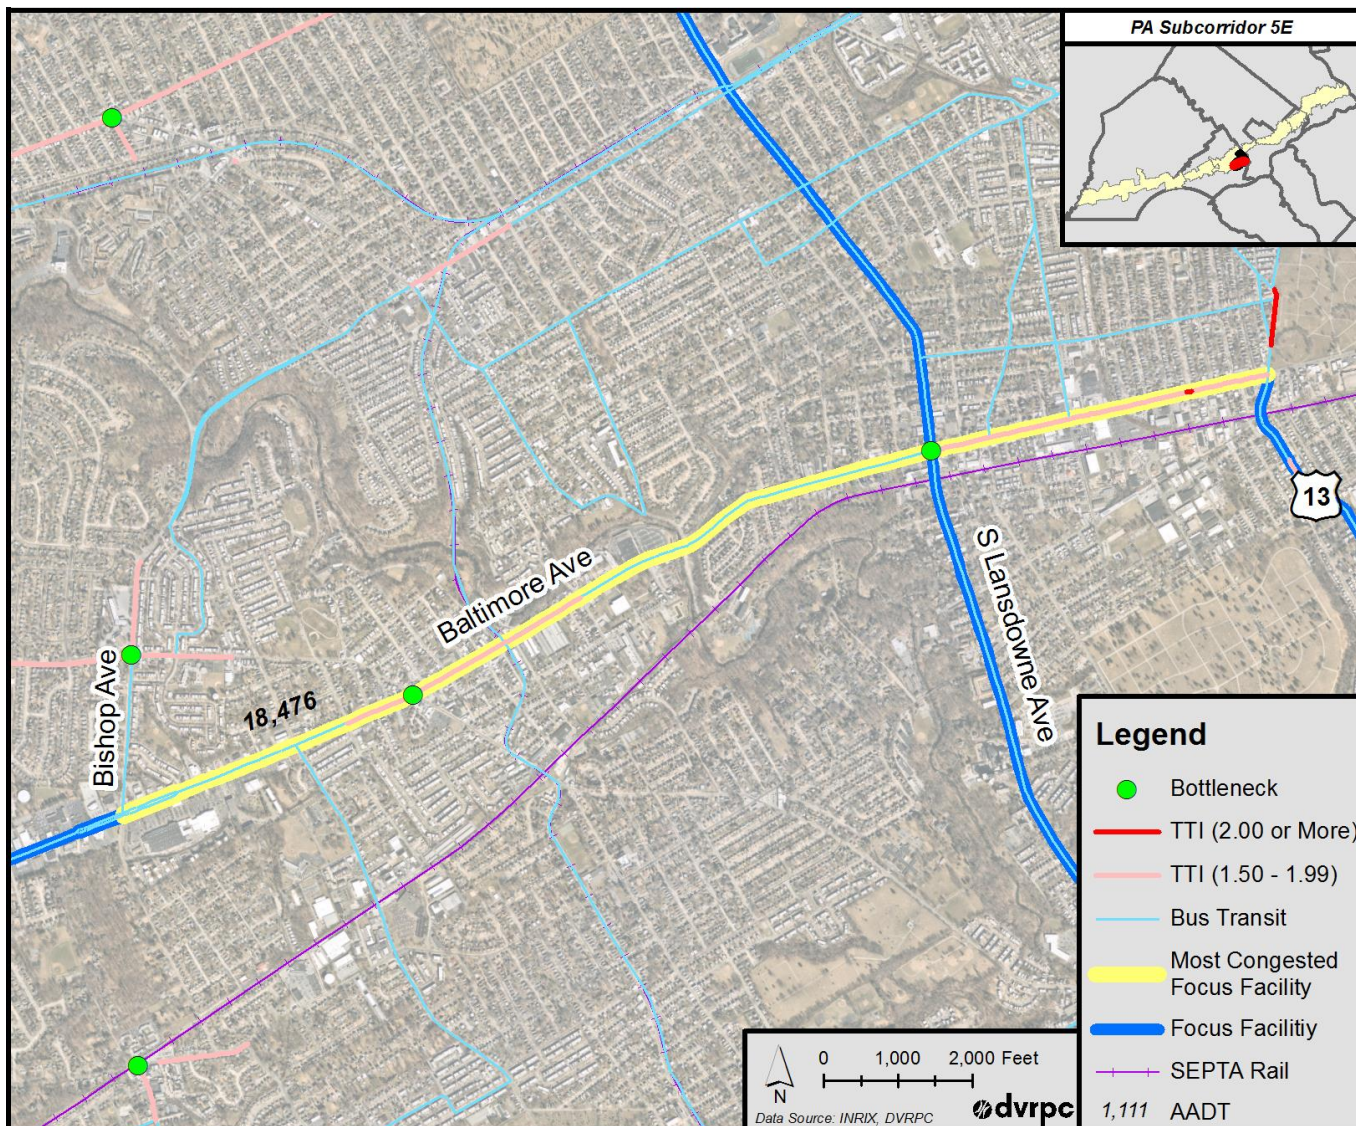 PA Subcorridor 5E
13
Baltimore Ave
S Lansdowne Ave
Bishop Ave
18,476
Legend
Bottleneck
TTI (2.00 or More)
TTI (1.50 - 1.99)
Bus Transit
Most Congested
Focus Facility
Focus Facilitiy
SEPTA Rail
1,111 AADT
0 1,000 2,000 Feet
N
Data Source: INRIX, DVRPC
dvrpc